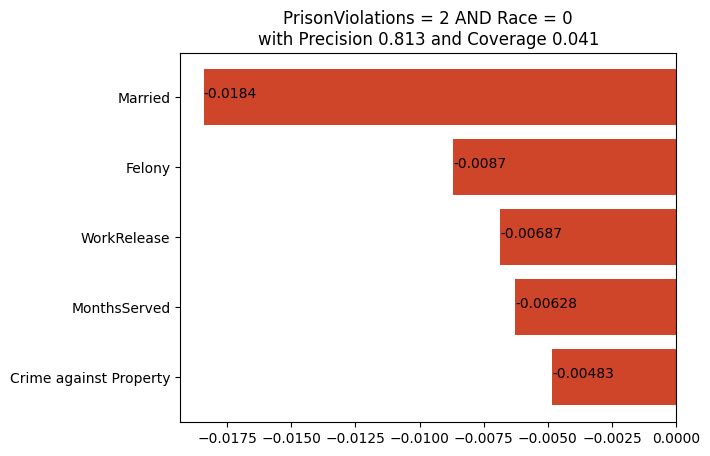 PrisonViolations = 2 AND Race = 0
with Precision 0.813 and Coverage 0.041
Married
-0.0184
Felony
-0.0087
WorkRelease
-0.00687
MonthsServed
-0.00628
Crime against Property
-0.00483
−0.0175 −0.0150 −0.0125 −0.0100 −0.0075 −0.0050 −0.0025 0.0000